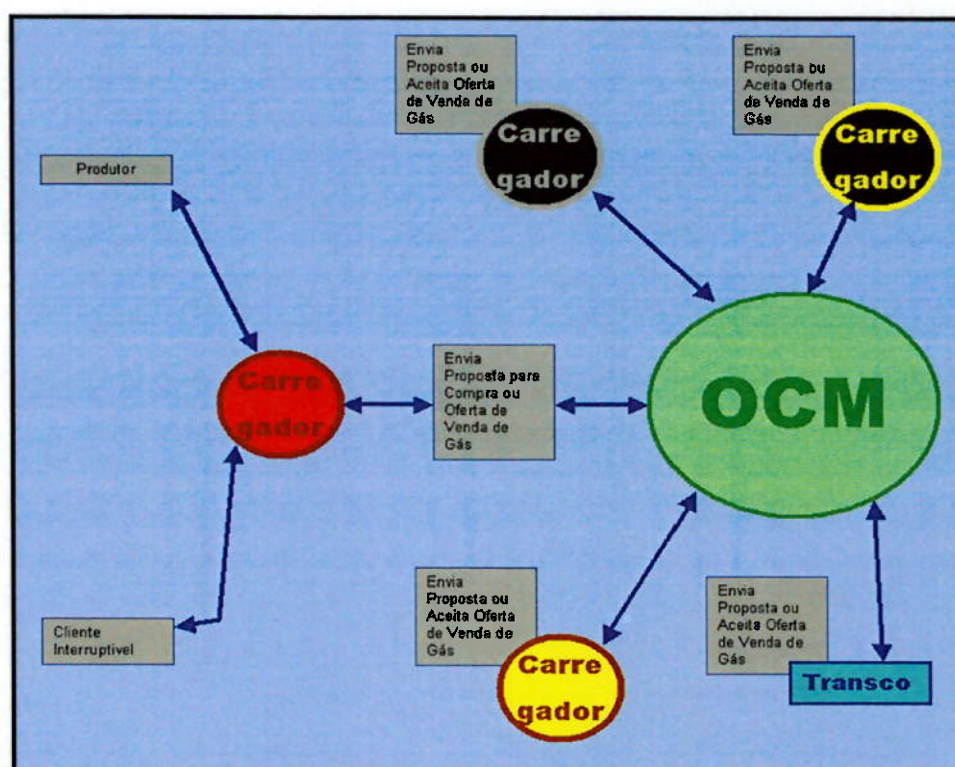 Envia
Proposta ou
Aceita Oferta
de Venda de
Gás
Carre
gador
Envia
Proposta bu
Aceita Oferta
de Venda de
Gás
Carre
gador
Produtor
Carre
gador
Envia
Proposta para
Compra ou
Oferta de
Venda de
Gás
OCM
Cliente
Interruptivel
Envia
Proposta ou
Aceita Oferta
de Venda de
Gás
Carre
gador
Envia
Proposta ou
Aceita Oferta
de Venda de
Gás
Transco